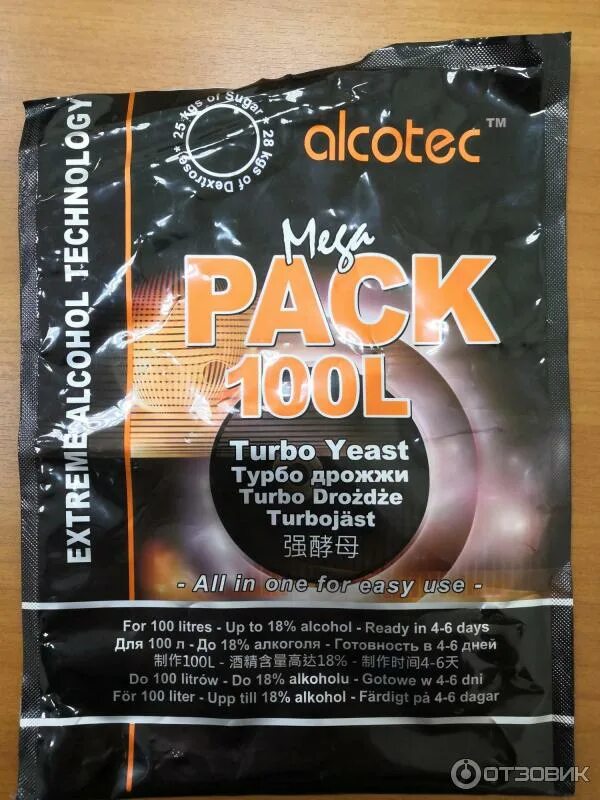 EXTREME ALCOHOL TECHNOLOGY
25 kgs of Sugar * 28 kgs of Dextrose*
alcotec™
Mega
PACK
100L
Turbo Yeast
Турбо дрожжи
Turbo Drożdże
Turbojäst
强酵母
- All in one for easy use -
For 100 litres - Up to 18% alcohol - Ready in 4-6 days
Для 100 л - До 18% алкоголя - Готовность в 4-6 дней
制作100L - 酒精含量高达18% - 制作时间4-6天
Do 100 litrów - Do 18% alkoholu - Gotowe w 4-6 dni
För 100 liter - Upp till 18% alkohol - Färdigt på 4-6 dagar
ОТЗОВИК